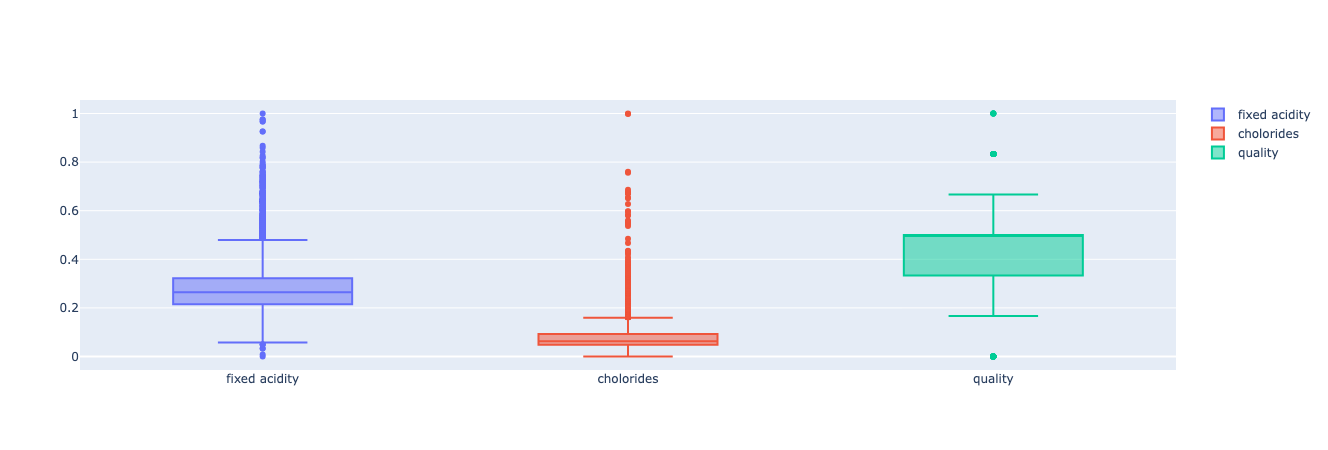 1
0.8
0.6
0.4
0.2
0
fixed acidity
cholorides
quality
fixed acidity
cholorides
quality